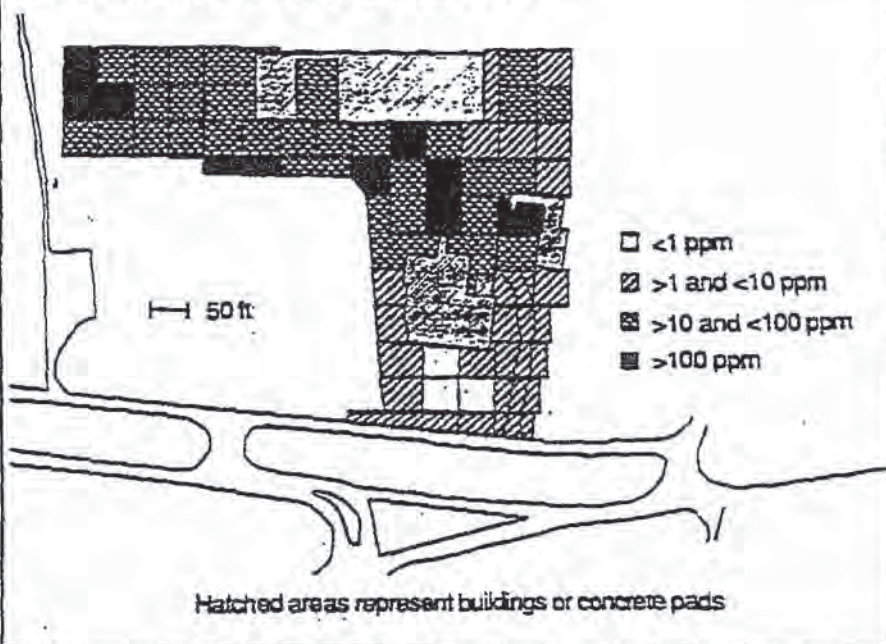 50 ft
<1 ppm
>1 and <10 ppm
>10 and <100 ppm
>100 ppm
Hatched areas represent buildings or concrete pads